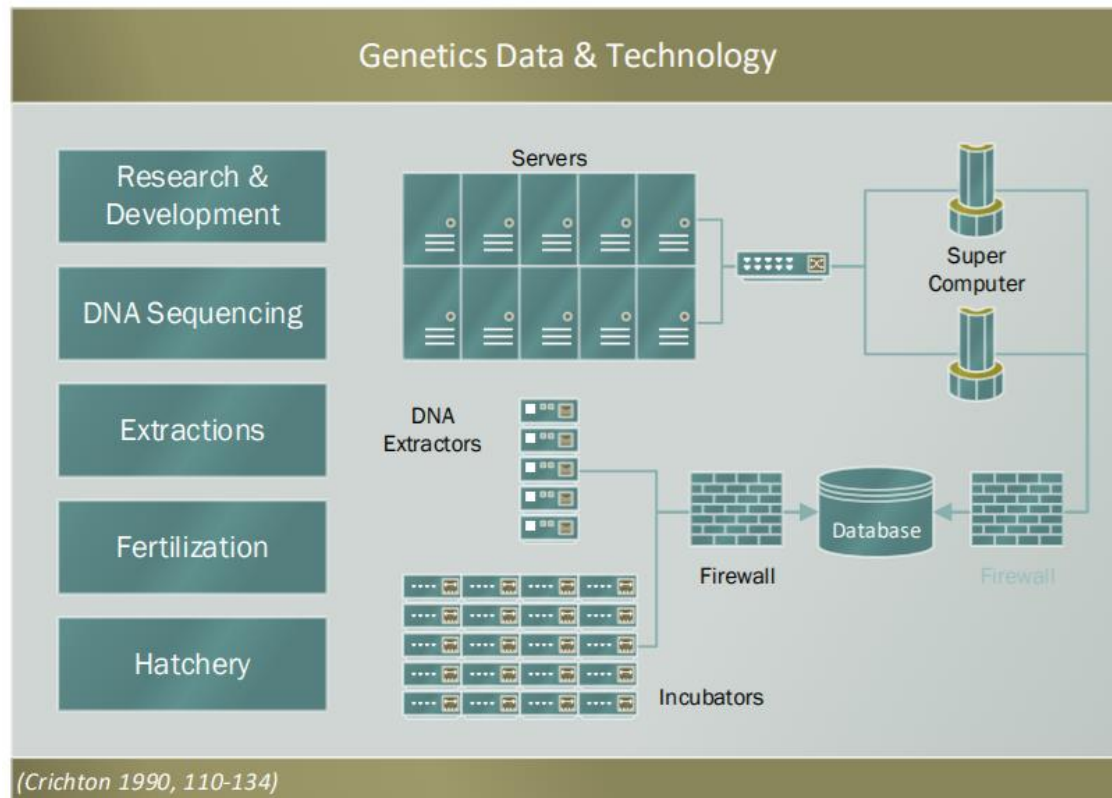 Genetics Data & Technology
Research &
Development
DNA Sequencing
Extractions
Fertilization
Hatchery
Servers
Super
Computer
DNA
Extractors
Database
Firewall
Firewall
Incubators
(Crichton 1990, 110-134)